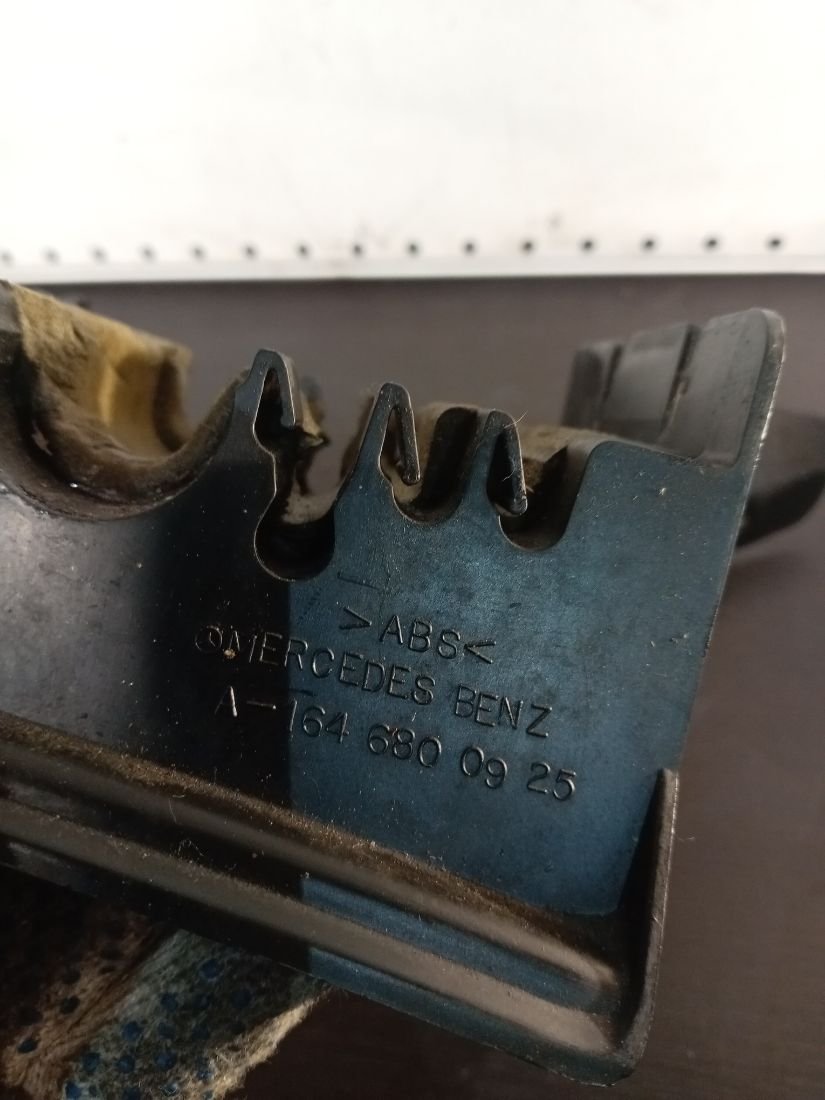 >ABS<
MERCEDES BENZ
A-164 680 09 25